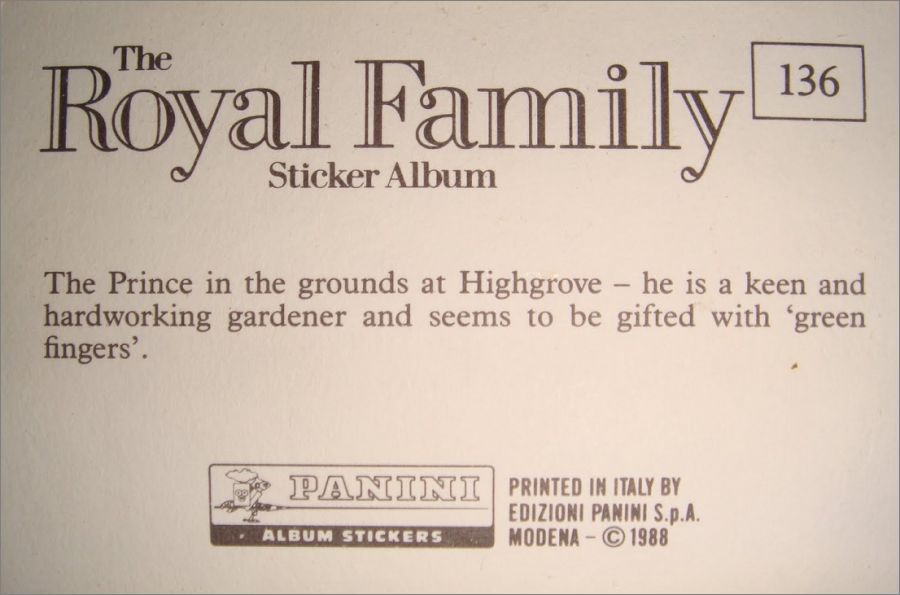 The
Royal Family
136
Sticker Album
The Prince in the grounds at Highgrove – he is a keen and
hardworking gardener and seems to be gifted with ‘green
fingers’.
PANINI
ALBUM STICKERS
PRINTED IN ITALY BY
EDIZIONI PANINI S.p.A.
MODENA – © 1988